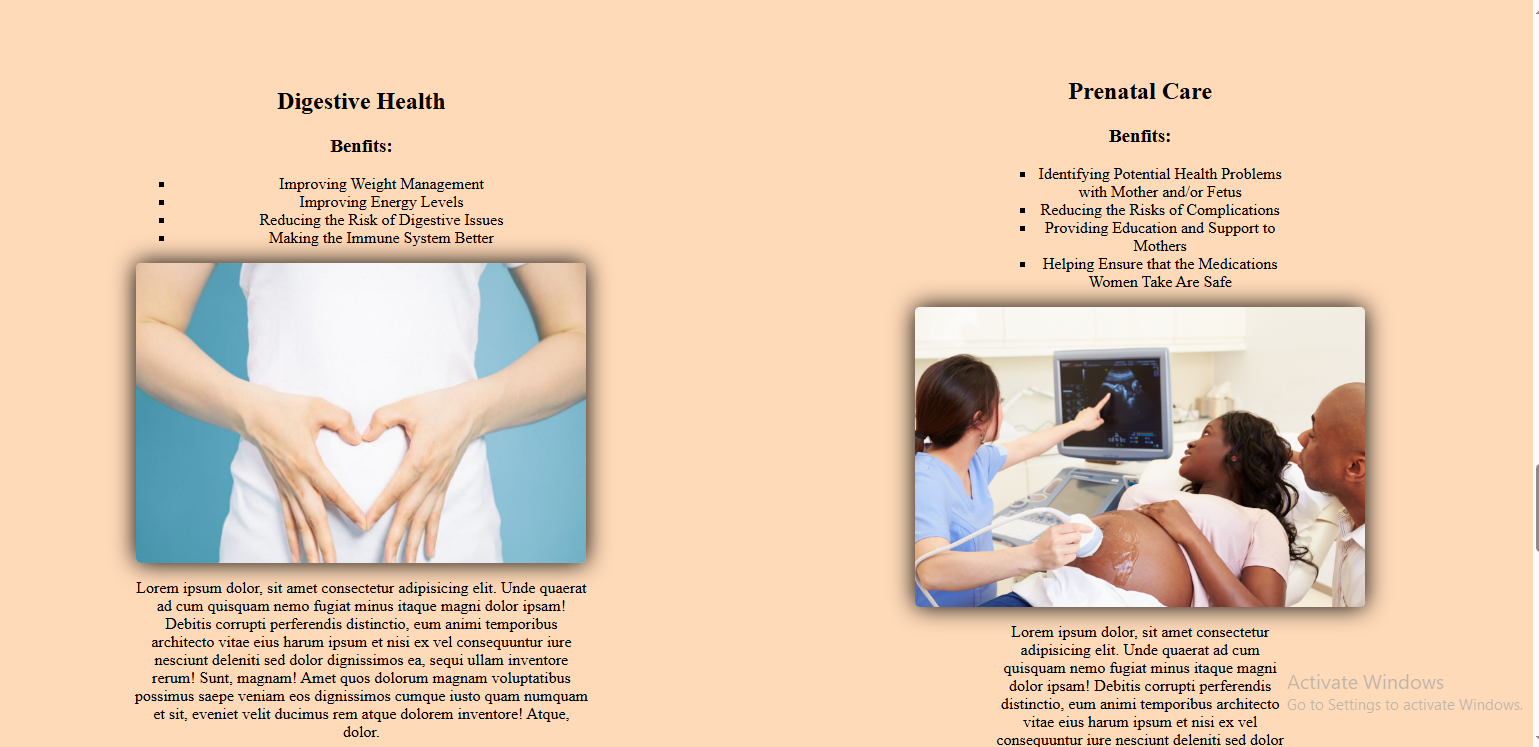 Digestive Health
Benfits:
Improving Weight Management
Improving Energy Levels
Reducing the Risk of Digestive Issues
Making the Immune System Better
Lorem ipsum dolor, sit amet consectetur adipisicing elit. Unde quaerat
ad cum quisquam nemo fugiat minus itaque magni dolor ipsam!
Debitis corrupti perferendis distinctio, eum animi temporibus
architecto vitae eius harum ipsum et nisi ex vel consequuntur iure
nesciunt deleniti sed dolor dignissimos ea, sequi ullam inventore
rerum! Sunt, magnam! Amet quos dolorum magnam voluptatibus
possimus saepe veniam eos dignissimos cumque iusto quam numquam
et sit, eveniet velit ducimus rem atque dolorem inventore! Atque,
dolor.
Prenatal Care
Benfits:
Identifying Potential Health Problems
with Mother and/or Fetus
Reducing the Risks of Complications
Providing Education and Support to
Mothers
Helping Ensure that the Medications
Women Take Are Safe
Lorem ipsum dolor, sit amet consectetur
adipisicing elit. Unde quaerat ad cum
quisquam nemo fugiat minus itaque magni
dolor ipsam! Debitis corrupti perferendis
distinctio, eum animi temporibus architecto
vitae eius harum ipsum et nisi ex vel
consequuntur iure nesciunt deleniti sed dolor
Activate Windows
Go to Settings to activate Windows.